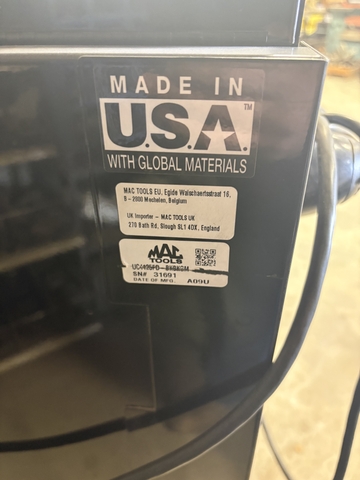 MADE IN
U.S.A.™
WITH GLOBAL MATERIALS
MAC TOOLS EU, Egide Walschaertsstraat 16,
B - 2800 Mechelen, Belgium
UK Importer - MAC TOOLS UK
270 Bath Rd, Slough SL1 4DX, England
MAC
TOOLS
SN# 31691
DATE OF MFG. A09U